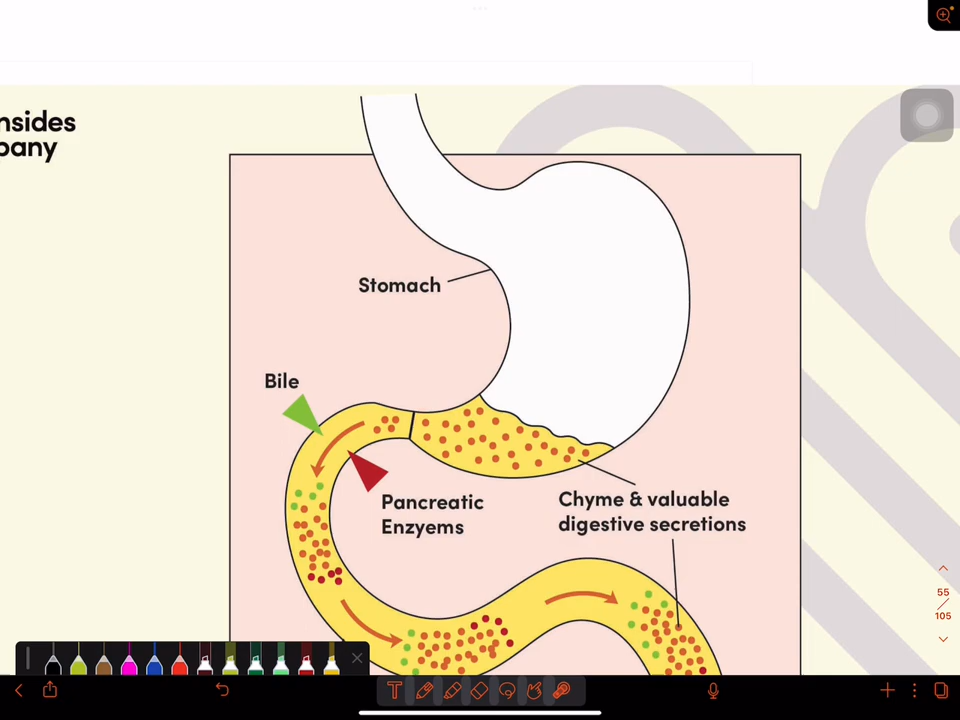 nsides
pany
Stomach
Bile
Pancreatic
Enzyems
Chyme & valuable
digestive secretions
55
105